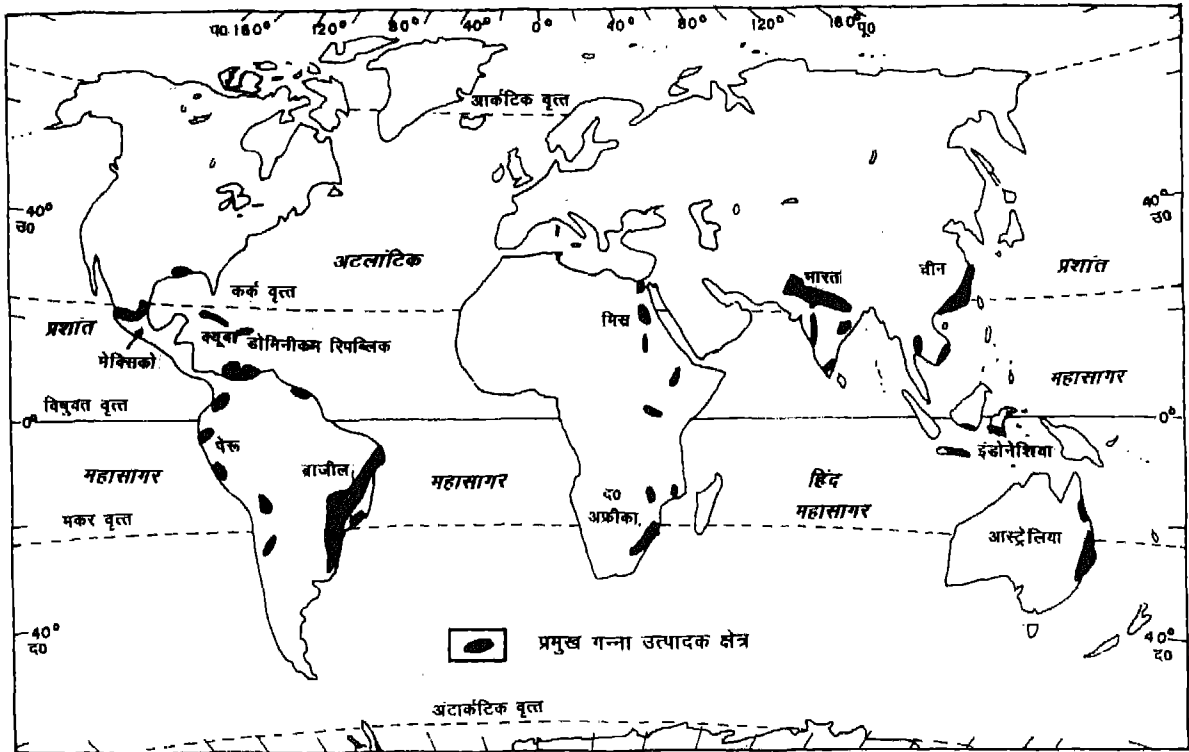 प0 160° 120° 80° 40° 0° 40° 80° 120° 160° पू0
आर्कटिक वृत्त
40°
उ0
40°
उ0
अटलांटिक
भारत
चीन
प्रशांत
कर्क वृत्त
प्रशांत
मिस्र
क्यूबा
डोमिनीकम रिपब्लिक
मेक्सिको
महासागर
विषुवत वृत्त
0°
0°
पेरू
इंडोनेशिया
महासागर
ब्राजील
महासागर
हिंद
महासागर
द0
अफ्रीका
मकर वृत्त
आस्ट्रेलिया
40°
द0
40°
द0
प्रमुख गन्ना उत्पादक क्षेत्र
अंटार्कटिक वृत्त